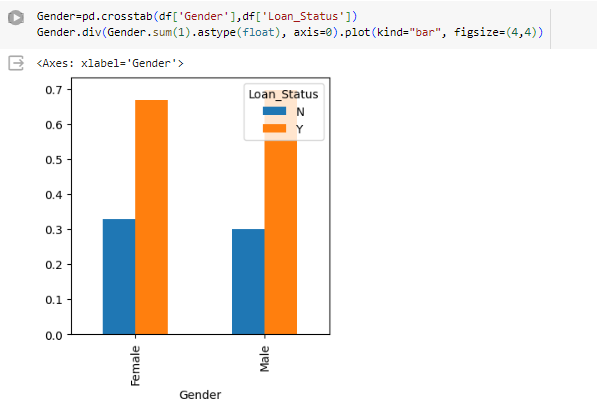 Gender=pd.crosstab(df['Gender'],df['Loan_Status'])
Gender.div(Gender.sum(1).astype(float), axis=0).plot(kind="bar", figsize=(4,4))
<Axes: xlabel='Gender'>
Loan_Status
N
Y
0.7
0.6
0.5
0.4
0.3
0.2
0.1
0.0
Female
Male
Gender